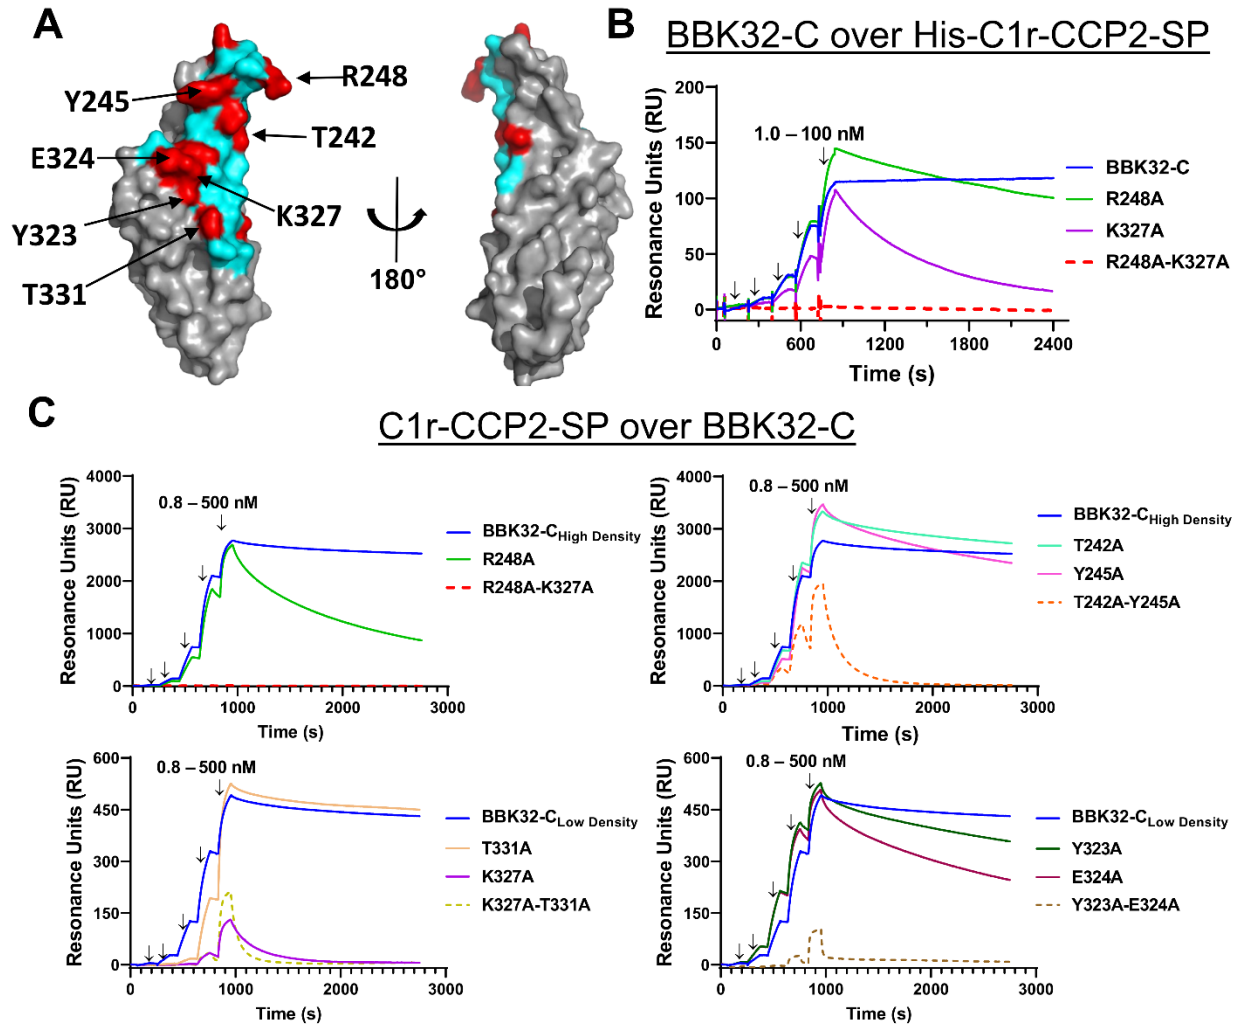 A
R248
Y245
T242
E324
K327
Y323
T331
180°
B
BBK32-C over His-C1r-CCP2-SP
Resonance Units (RU)
200
150
100
50
0
0 600 1200 1800 2400
Time (s)
1.0 – 100 nM
↓ ↓ ↓ ↓ ↓
BBK32-C
R248A
K327A
R248A-K327A
C
C1r-CCP2-SP over BBK32-C
Resonance Units (RU)
4000
3000
2000
1000
0
0 1000 2000 3000
Time (s)
0.8 – 500 nM
↓ ↓ ↓ ↓ ↓
BBK32-C High Density
R248A
R248A-K327A
Resonance Units (RU)
4000
3000
2000
1000
0
0 1000 2000 3000
Time (s)
0.8 – 500 nM
↓ ↓ ↓ ↓ ↓
BBK32-C High Density
T242A
Y245A
T242A-Y245A
Resonance Units (RU)
600
450
300
150
0
0 1000 2000 3000
Time (s)
0.8 – 500 nM
↓ ↓ ↓ ↓ ↓
BBK32-C Low Density
T331A
K327A
K327A-T331A
Resonance Units (RU)
600
450
300
150
0
0 1000 2000 3000
Time (s)
0.8 – 500 nM
↓ ↓ ↓ ↓ ↓
BBK32-C Low Density
Y323A
E324A
Y323A-E324A